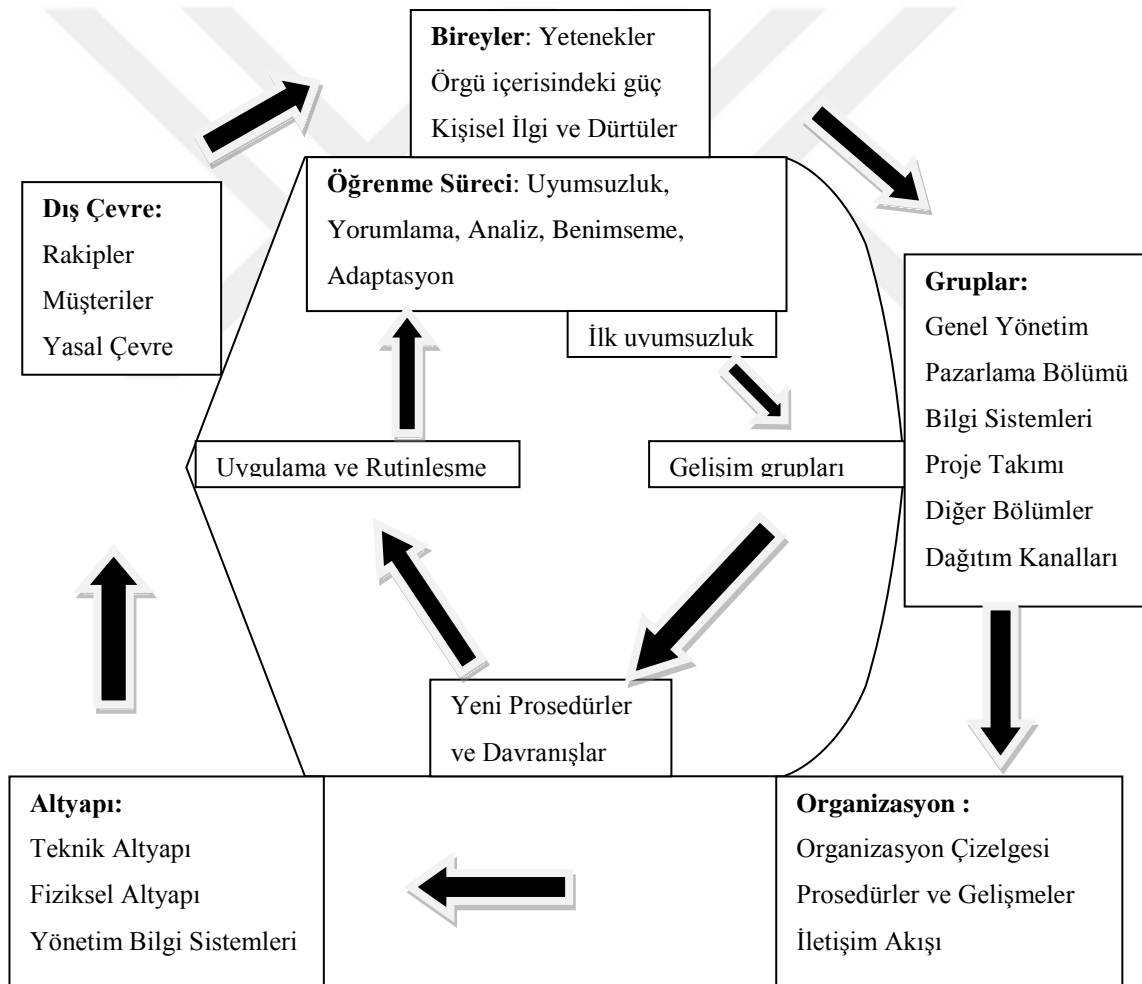 Bireyler: Yetenekler
Örgü içerisindeki güç
Kişisel İlgi ve Dürtüler
Öğrenme Süreci: Uyumsuzluk,
Yorumlama, Analiz, Benimseme,
Adaptasyon
Dış Çevre:
Rakipler
Müşteriler
Yasal Çevre
Gruplar:
Genel Yönetim
Pazarlama Bölümü
Bilgi Sistemleri
Proje Takımı
Diğer Bölümler
Dağıtım Kanalları
İlk uyumsuzluk
Uygulama ve Rutinleşme
Gelişim grupları
Yeni Prosedürler
ve Davranışlar
Altyapı:
Teknik Altyapı
Fiziksel Altyapı
Yönetim Bilgi Sistemleri
Organizasyon :
Organizasyon Çizelgesi
Prosedürler ve Gelişmeler
İletişim Akışı